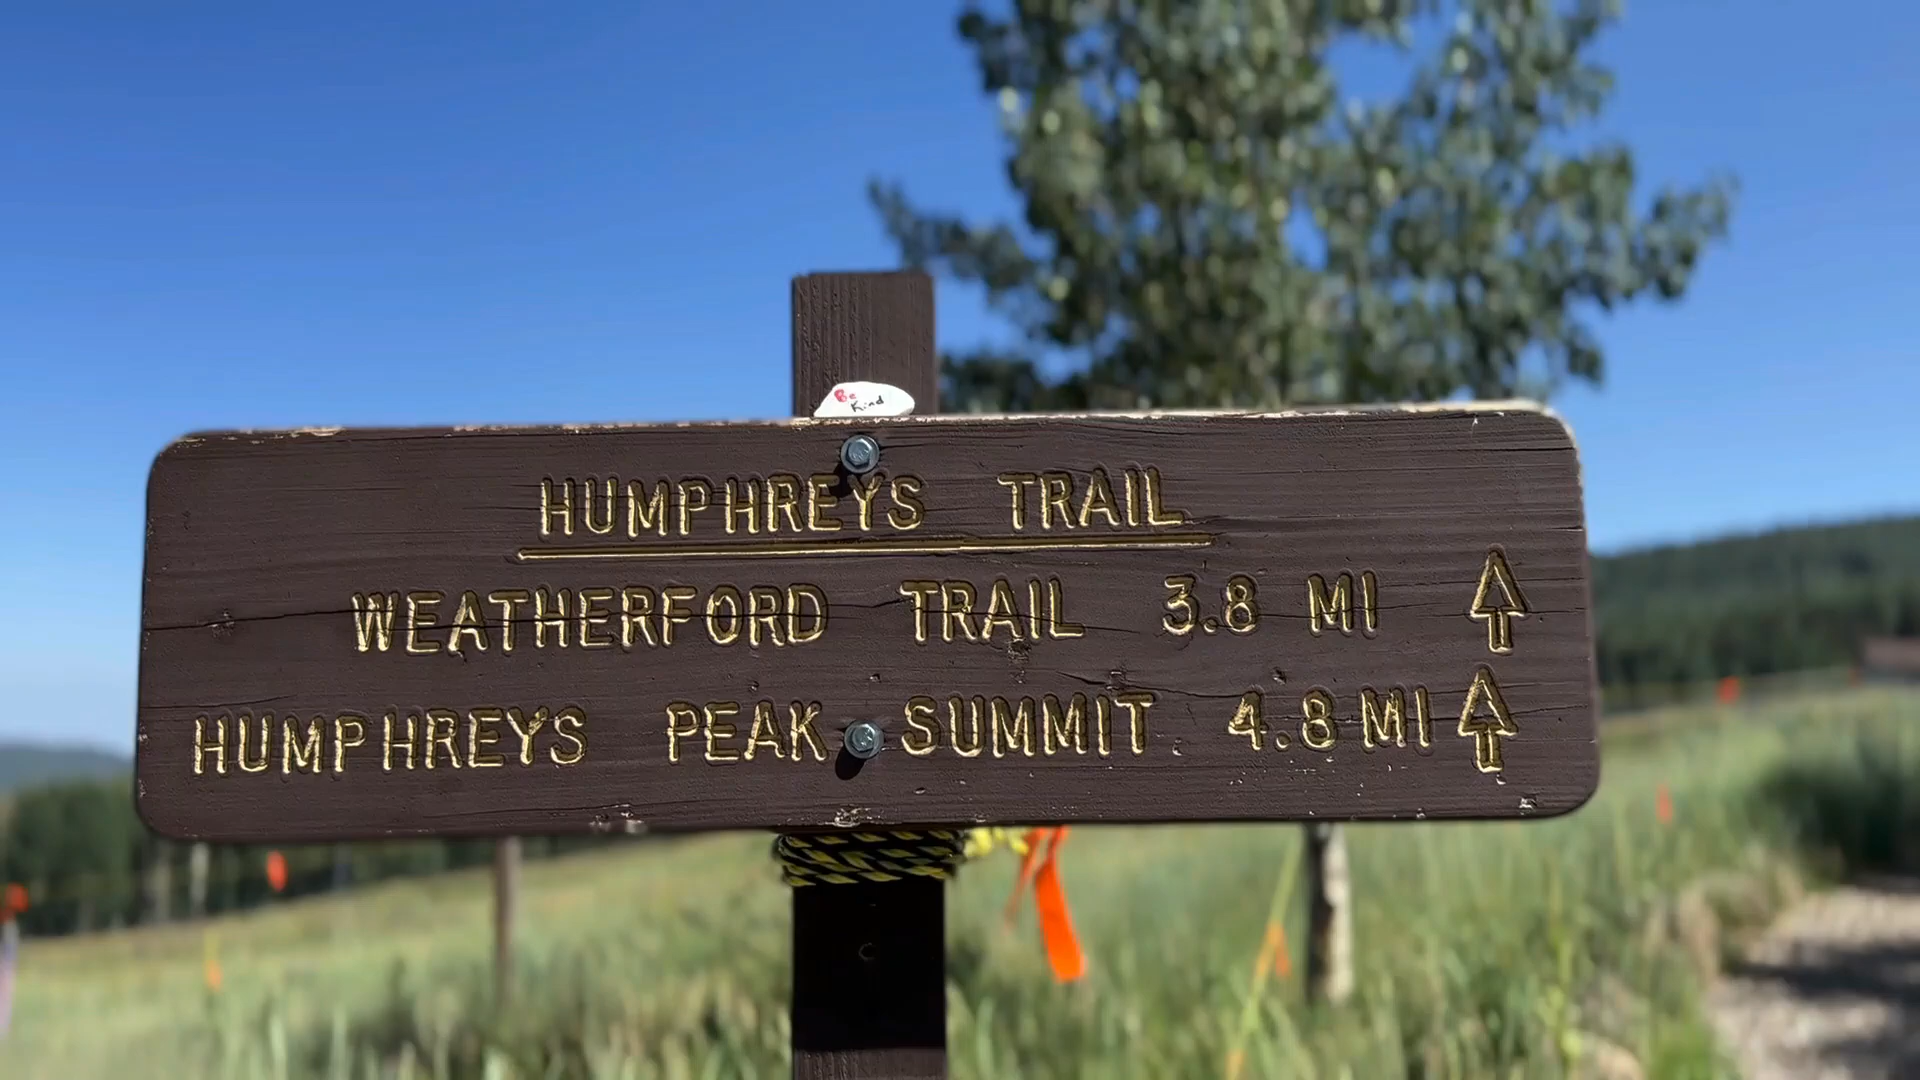 Be
Kind
HUMPHREYS TRAIL
WEATHERFORD TRAIL 3.8 MI
HUMPHREYS PEAK SUMMIT 4.8 MI